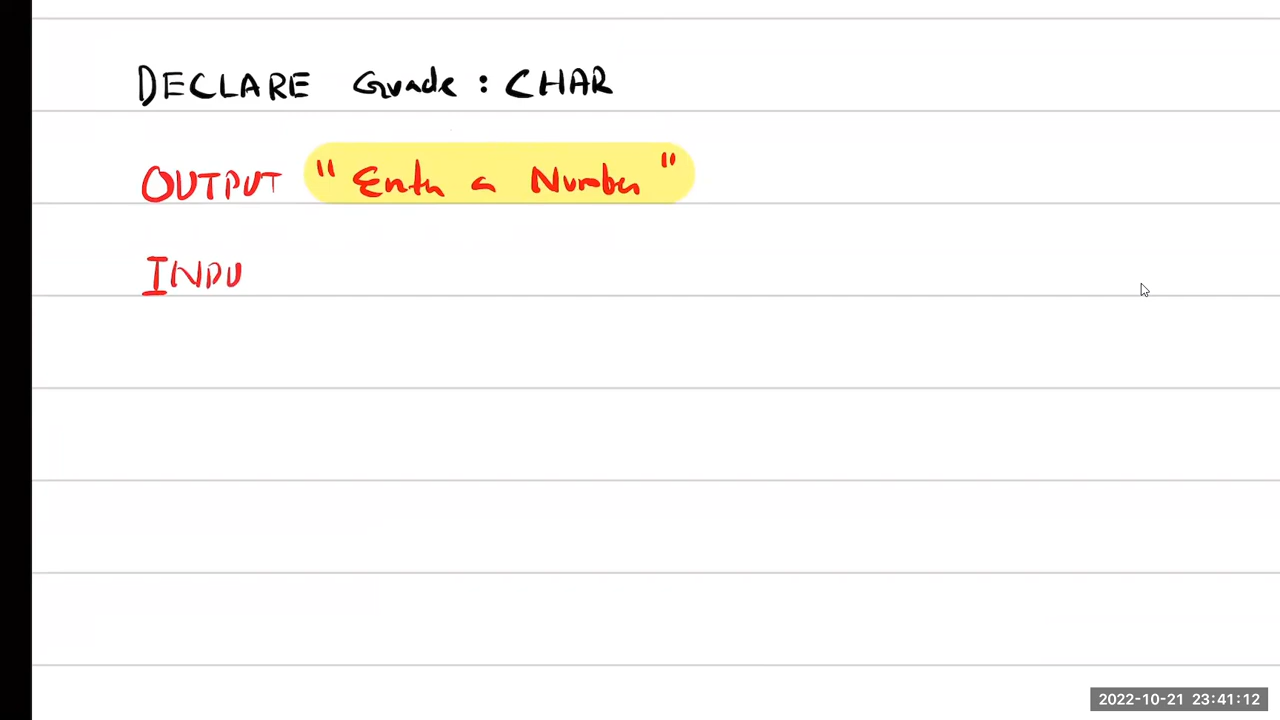 DECLARE Grade : CHAR
OUTPUT "Enter a Number"
INPU
2022-10-21 23:41:12